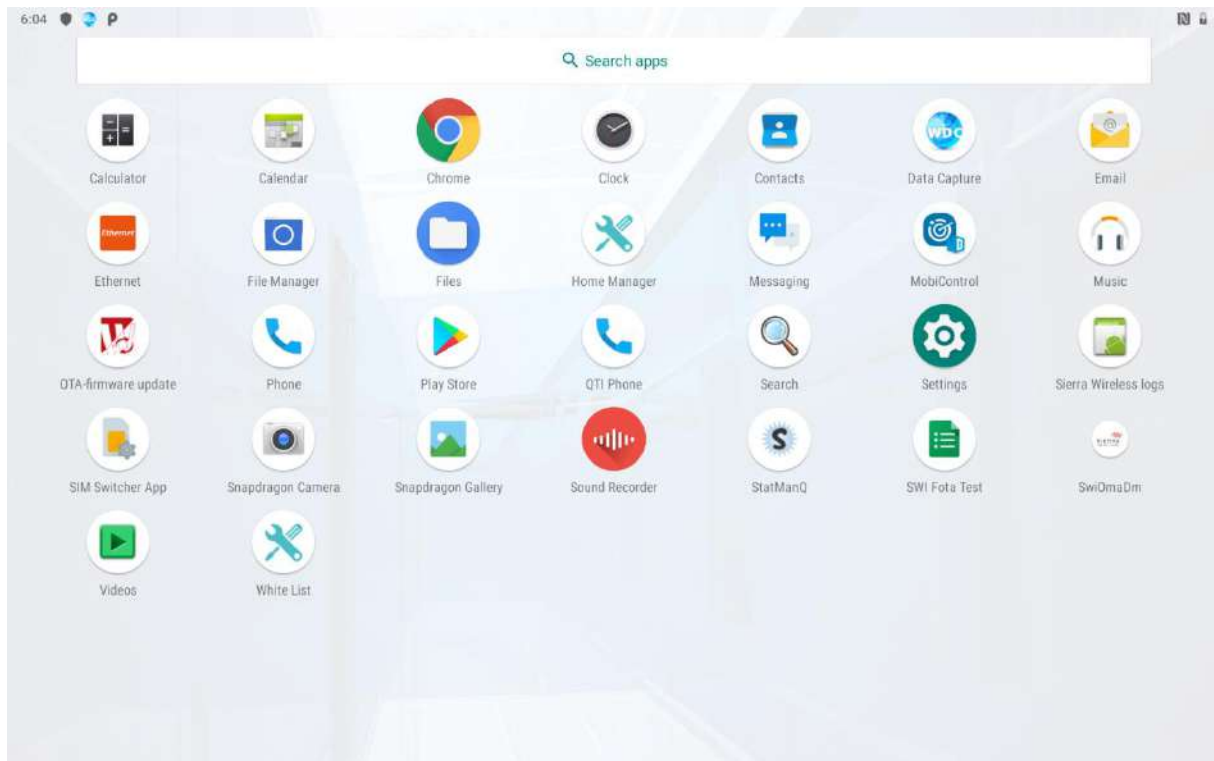 6:04
Search apps
WDC
Calculator Calendar Chrome Clock Contacts Data Capture Email
Ethernet
Ethernet File Manager Files Home Manager Messaging MobiControl Music
OTA-firmware update Phone Play Store QTI Phone Search Settings Sierra Wireless logs
S
SIM Switcher App Snapdragon Camera Snapdragon Gallery Sound Recorder StatManQ SWI Fota Test SwiOmaDm
Videos White List